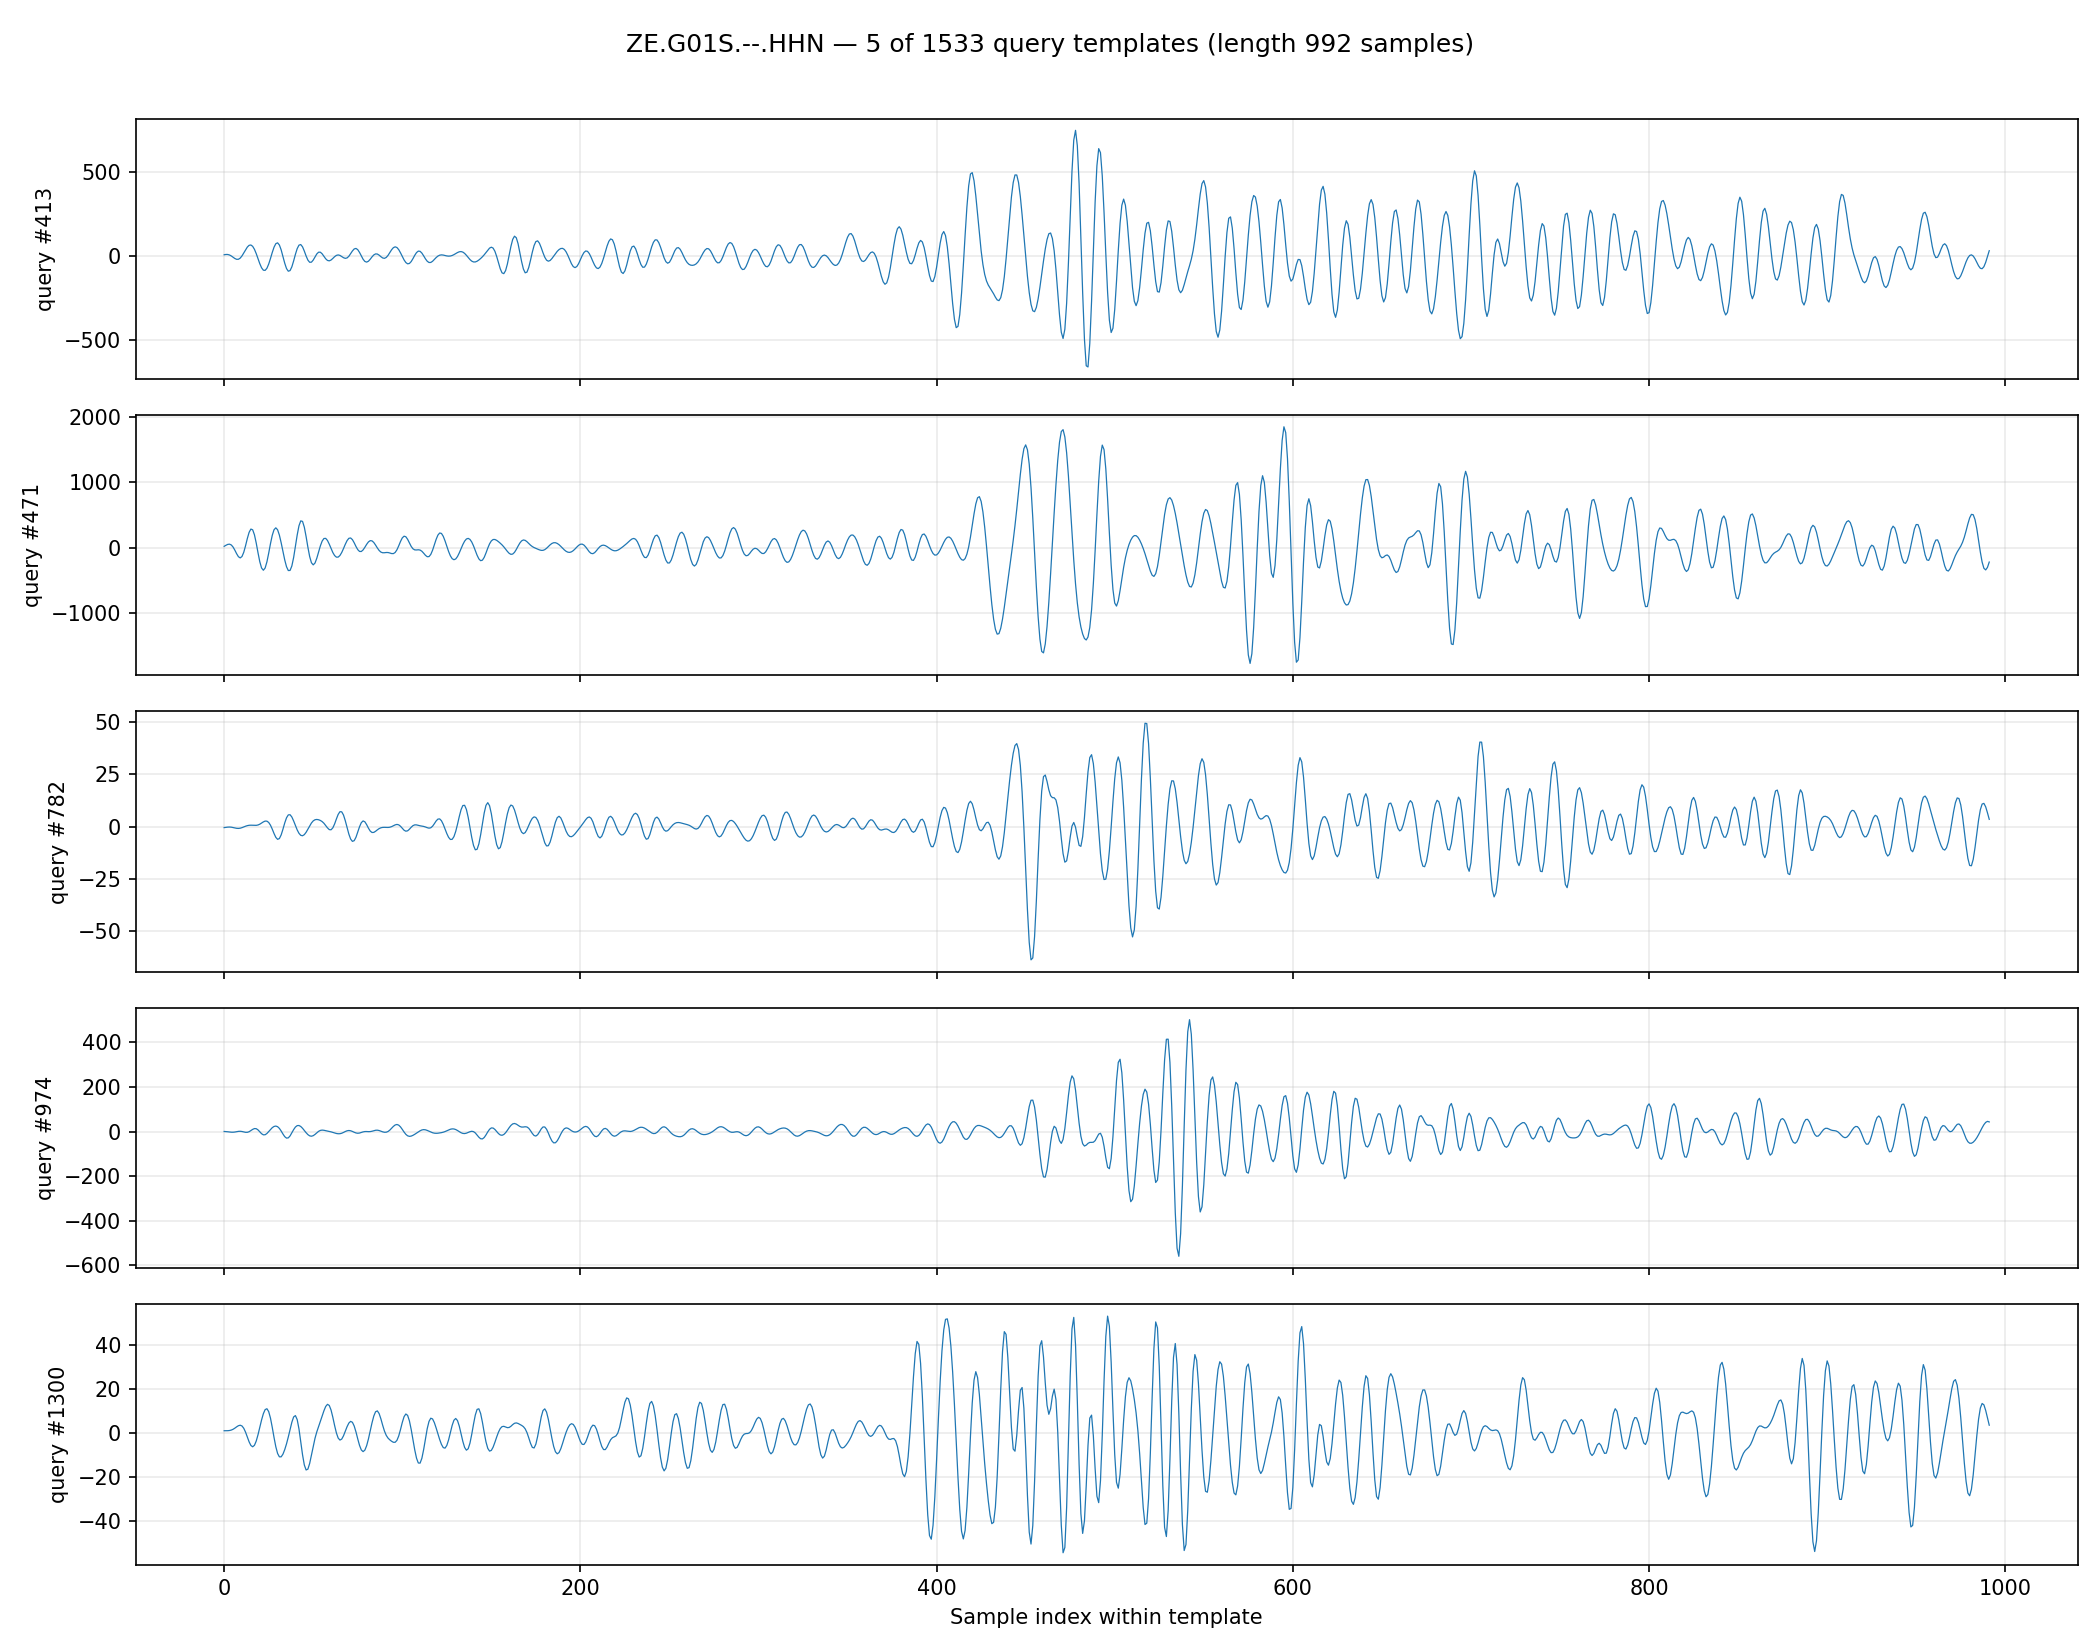 ZE.G01S.--.HHN — 5 of 1533 query templates (length 992 samples)
query #413
500
0
−500
query #471
2000
1000
0
−1000
query #782
50
25
0
−25
−50
query #974
400
200
0
−200
−400
−600
query #1300
40
20
0
−20
−40
0 200 400 600 800 1000
Sample index within template